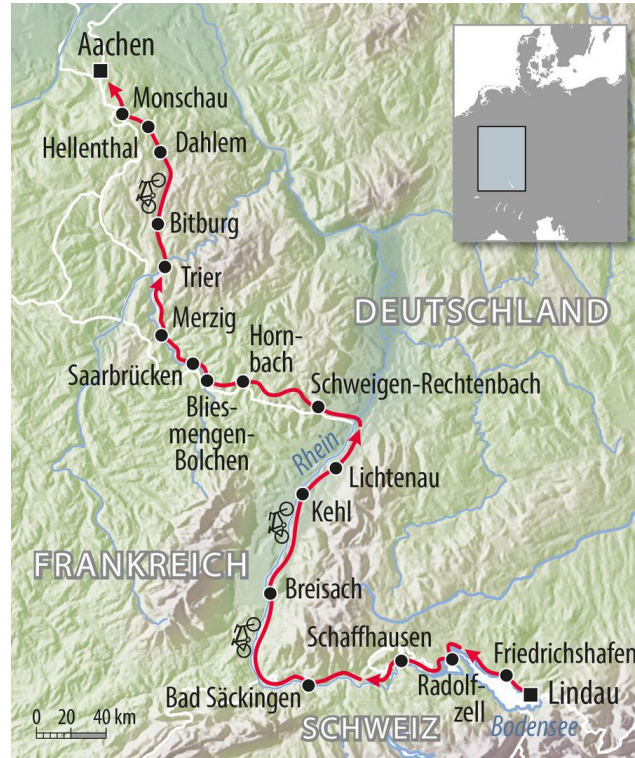 Aachen
Monschau
Hellenthal
Dahlem
Bitburg
Trier
DEUTSCHLAND
Merzig
Horn-
bach
Saarbrücken
Schweigen-Rechtenbach
Blies-
mengen-
Bolchen
Rhein
Lichtenau
Kehl
FRANKREICH
Breisach
Schaffhausen
Friedrichshafen
Radolf-
zell
Lindau
Bad Säckingen
Bodensee
SCHWEIZ
0 20 40 km